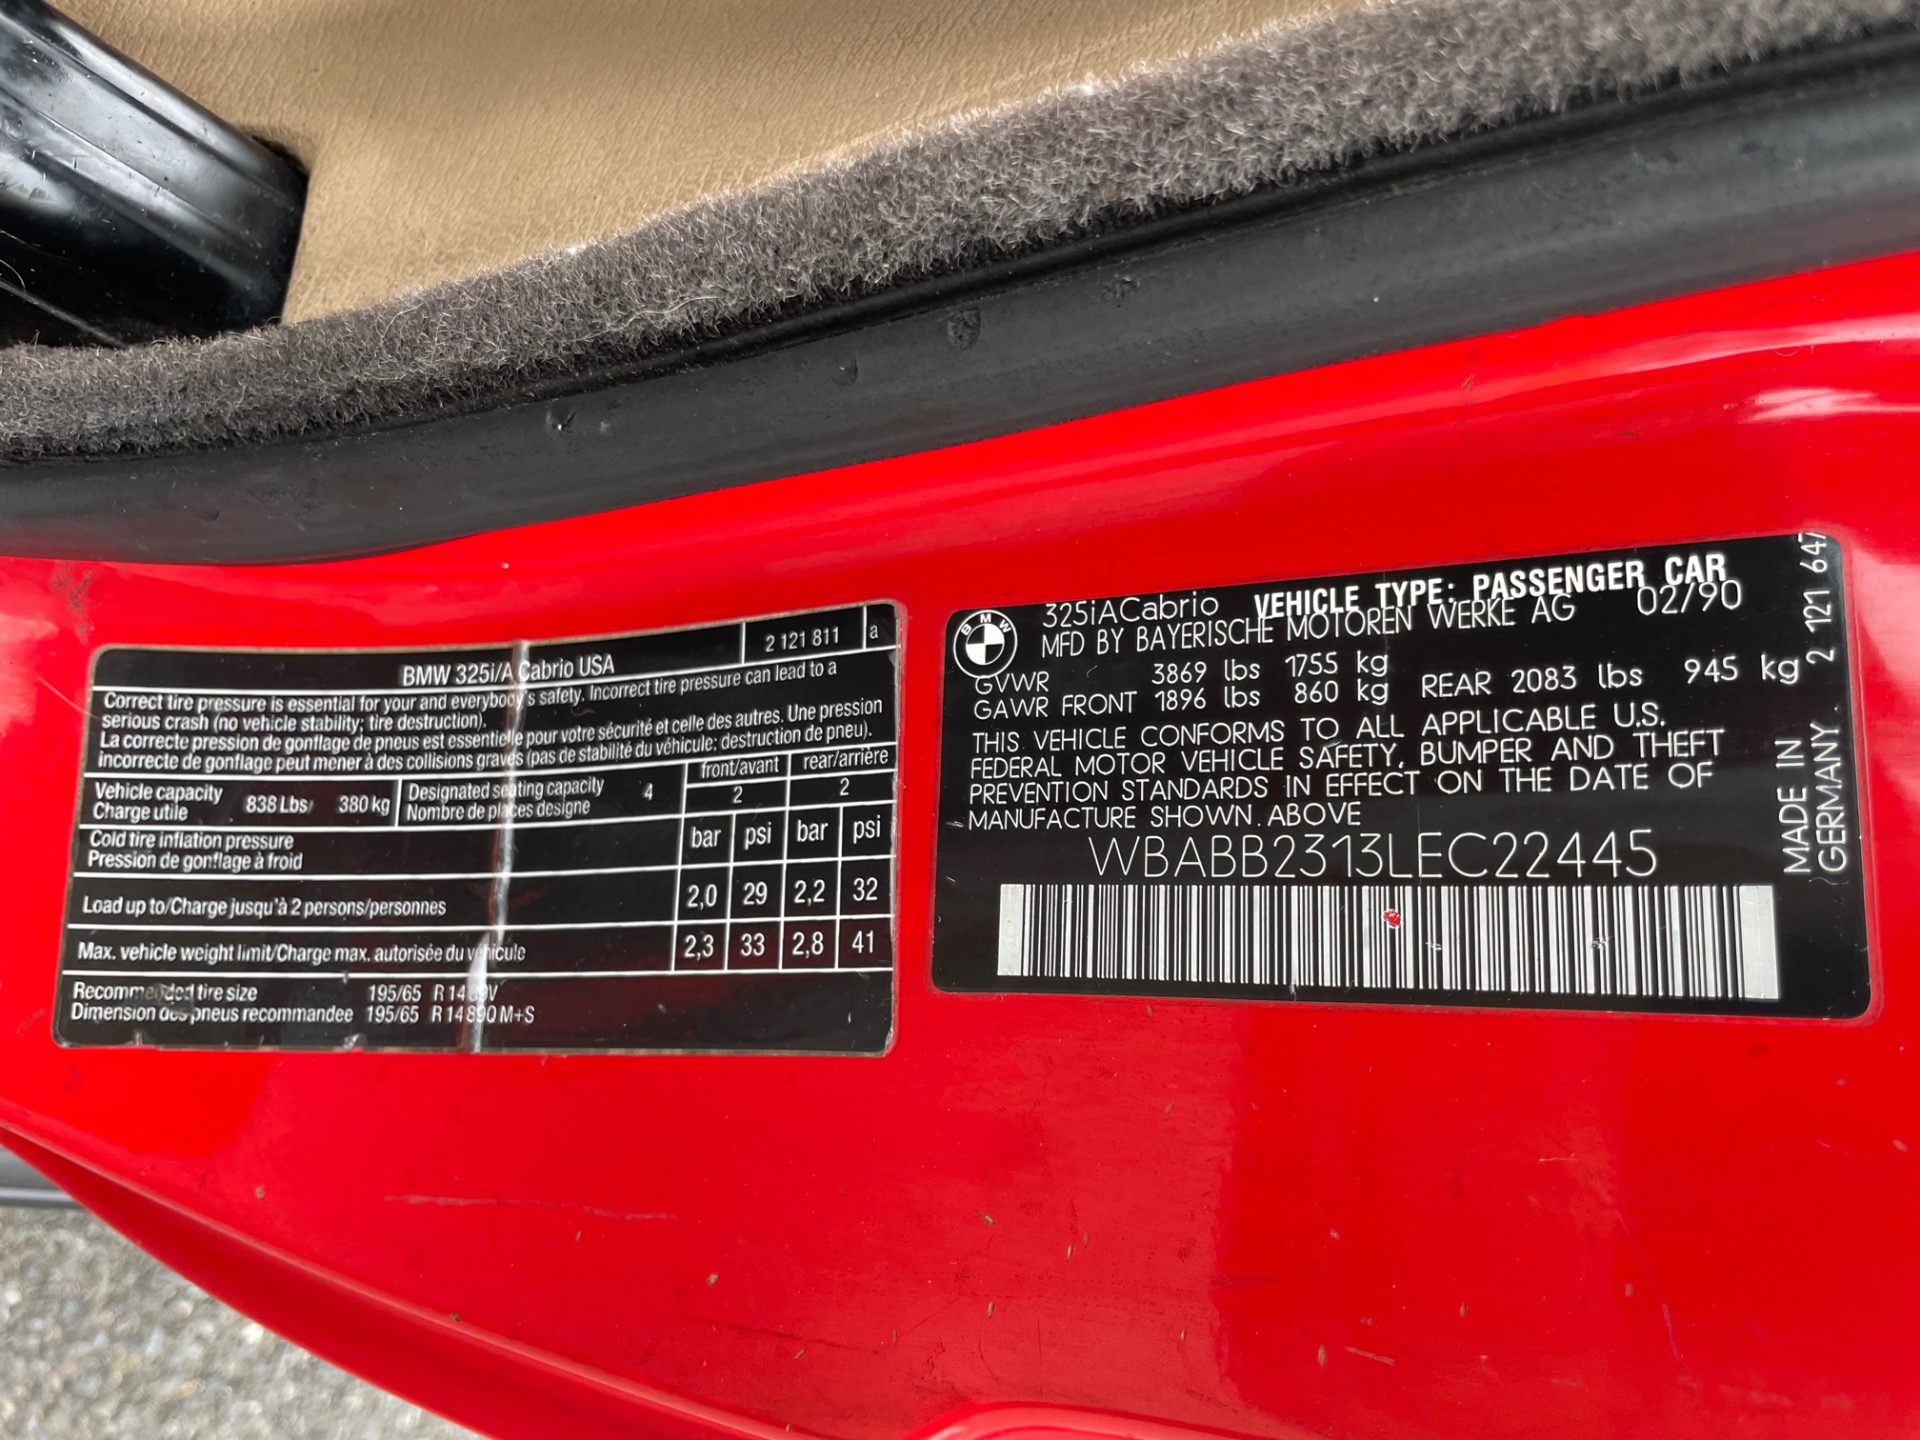 BMW 325i/A Cabrio USA 2 121 811 a
Correct tire pressure is essential for your and everybody's safety. Incorrect tire pressure can lead to a
serious crash (no vehicle stability; tire destruction).
La correcte pression de gonflage de pneus est essentielle pour votre sécurité et celle des autres. Une pression
incorrecte de gonflage peut mener à des collisions graves (pas de stabilité du véhicule; destruction de pneu).
Vehicle capacity
Charge utile
838 Lbs/ 380 kg
Designated seating capacity
Nombre de places designe
4
front/avant rear/arrière
2 2
Cold tire inflation pressure
Pression de gonflage à froid
bar psi bar psi
Load up to/Charge jusqu'à 2 persons/personnes 2,0 29 2,2 32
Max. vehicle weight limit/Charge max. autorisée du véhicule 2,3 33 2,8 41
Recommended tire size 195/65 R 14 89V
Dimension des pneus recommandee 195/65 R 14 89Q M+S
BMW
325iACabrio VEHICLE TYPE: PASSENGER CAR
MFD BY BAYERISCHE MOTOREN WERKE AG 02/90
GVWR 3869 lbs 1755 kg
GAWR FRONT 1896 lbs 860 kg REAR 2083 lbs 945 kg
THIS VEHICLE CONFORMS TO ALL APPLICABLE U.S.
FEDERAL MOTOR VEHICLE SAFETY, BUMPER AND THEFT
PREVENTION STANDARDS IN EFFECT ON THE DATE OF
MANUFACTURE SHOWN ABOVE
WBABB2313LEC22445
MADE IN
GERMANY
2 121 647